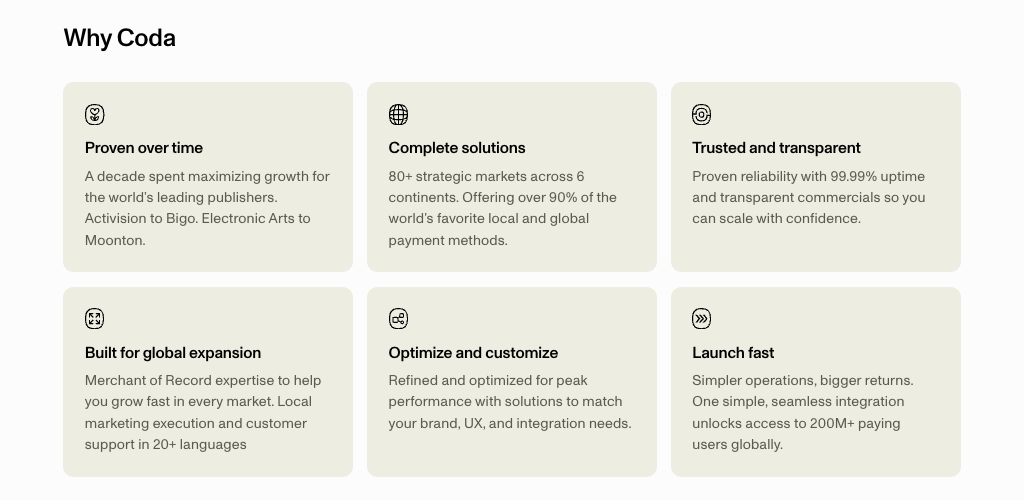 Why Coda
Proven over time
A decade spent maximizing growth for
the world's leading publishers.
Activision to Bigo. Electronic Arts to
Moonton.
Complete solutions
80+ strategic markets across 6
continents. Offering over 90% of the
world's favorite local and global
payment methods.
Trusted and transparent
Proven reliability with 99.99% uptime
and transparent commercials so you
can scale with confidence.
Built for global expansion
Merchant of Record expertise to help
you grow fast in every market. Local
marketing execution and customer
support in 20+ languages
Optimize and customize
Refined and optimized for peak
performance with solutions to match
your brand, UX, and integration needs.
Launch fast
Simpler operations, bigger returns.
One simple, seamless integration
unlocks access to 200M+ paying
users globally.